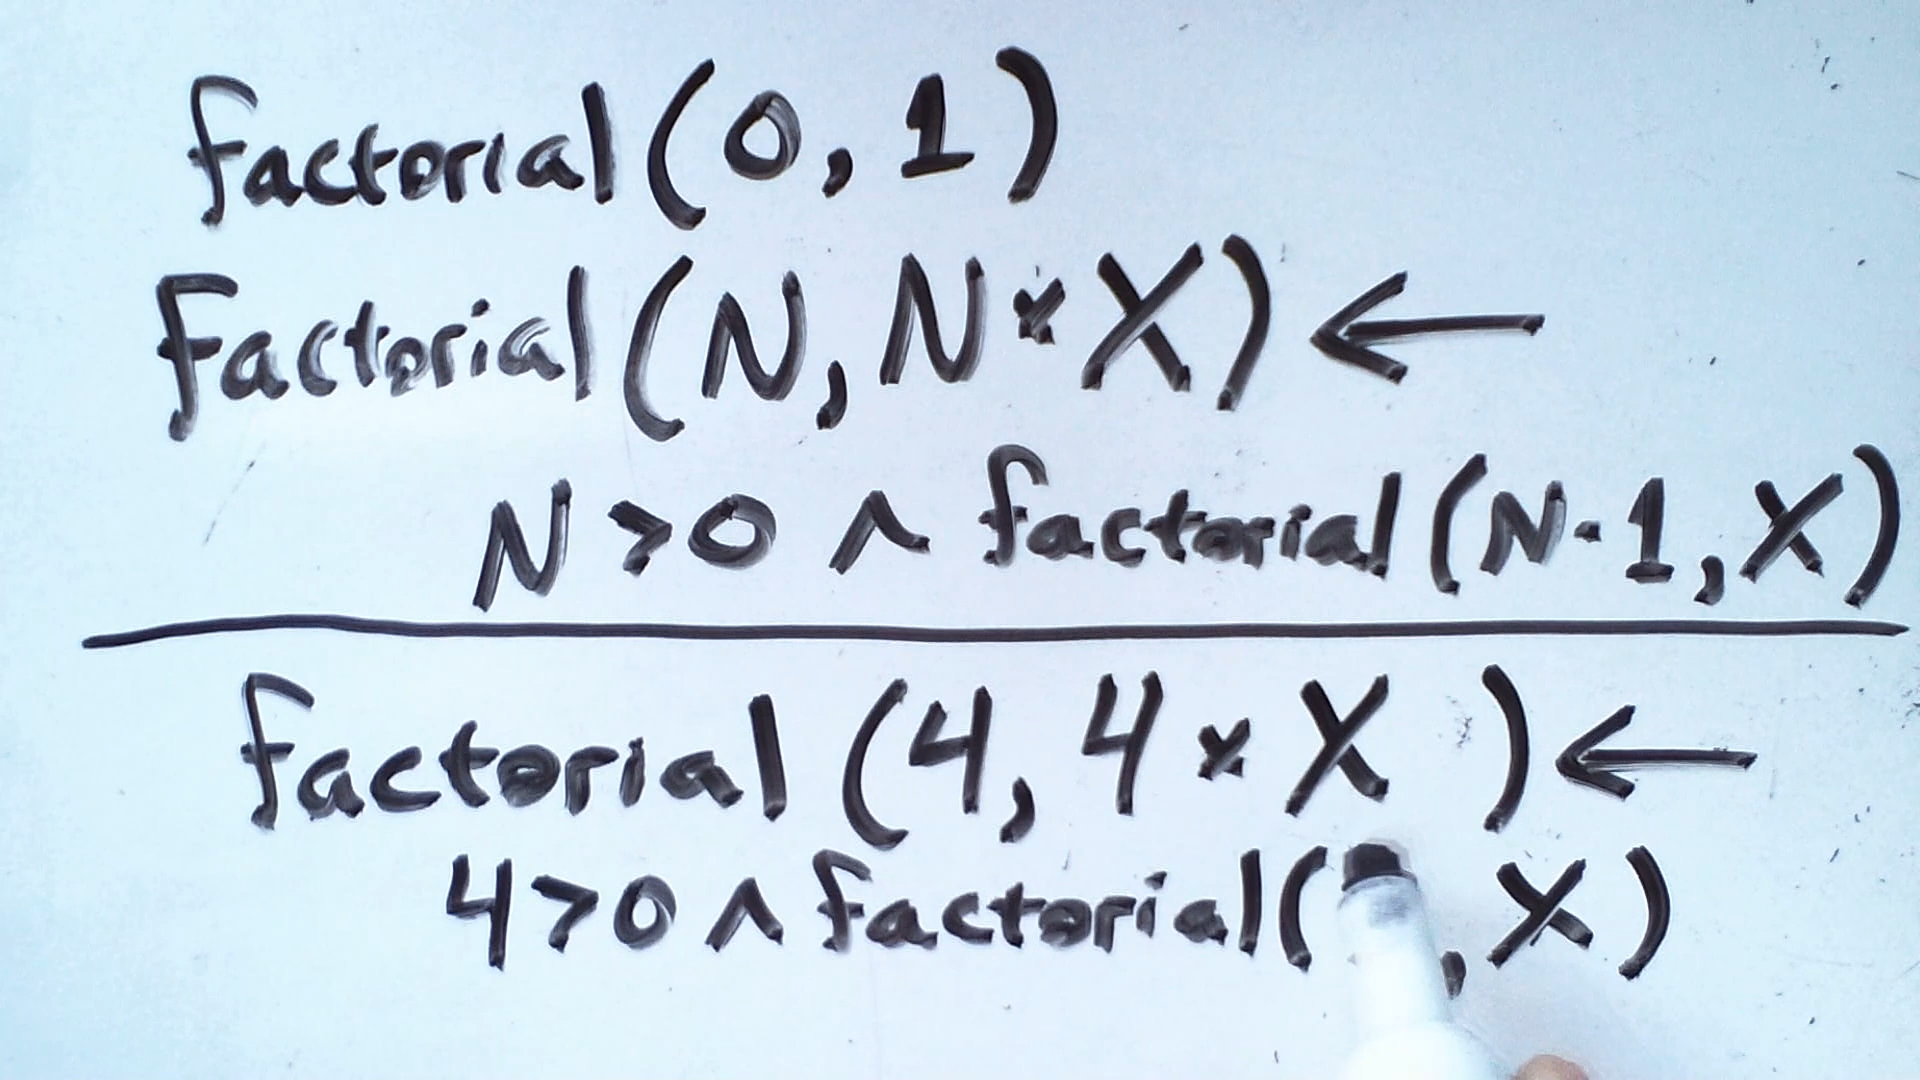 factorial(0, 1)
factorial(N, N*X) ←
N>0 ∧ factorial(N-1, X)
factorial(4, 4*X ) ←
4>0 ∧ factorial( , X)